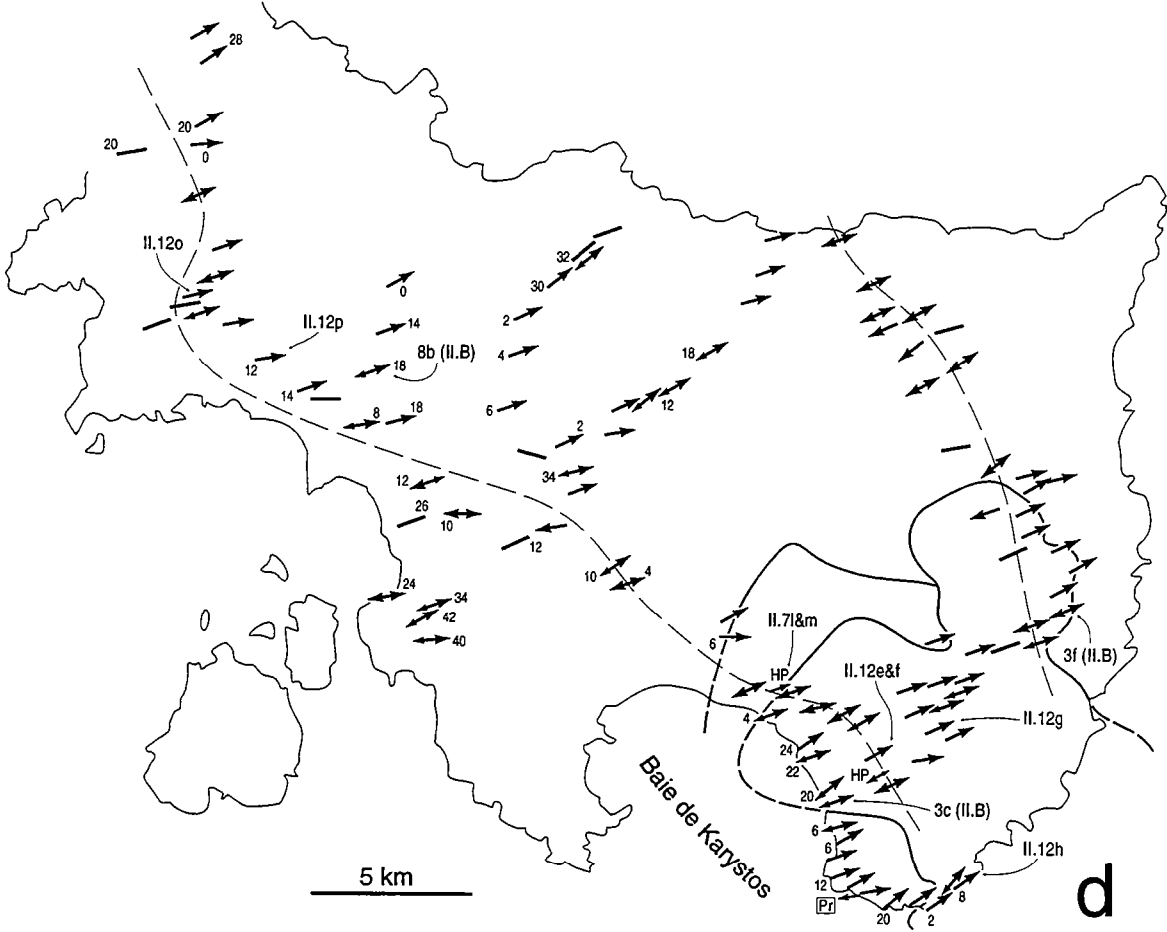 28
20
20
0
II.12o
32
30
0
II.12p
2
14
8b (II.B)
4
18
12
18
14
12
6
8
18
2
34
12
26
10
12
10
4
24
34
42
40
II.7l&m
6
3f (II.B)
HP
II.12e&f
4
II.12g
24
22
HP
20
3c (II.B)
Baie de Karystos
6
6
II.12h
5 km
12
8
Pr
20
2
d